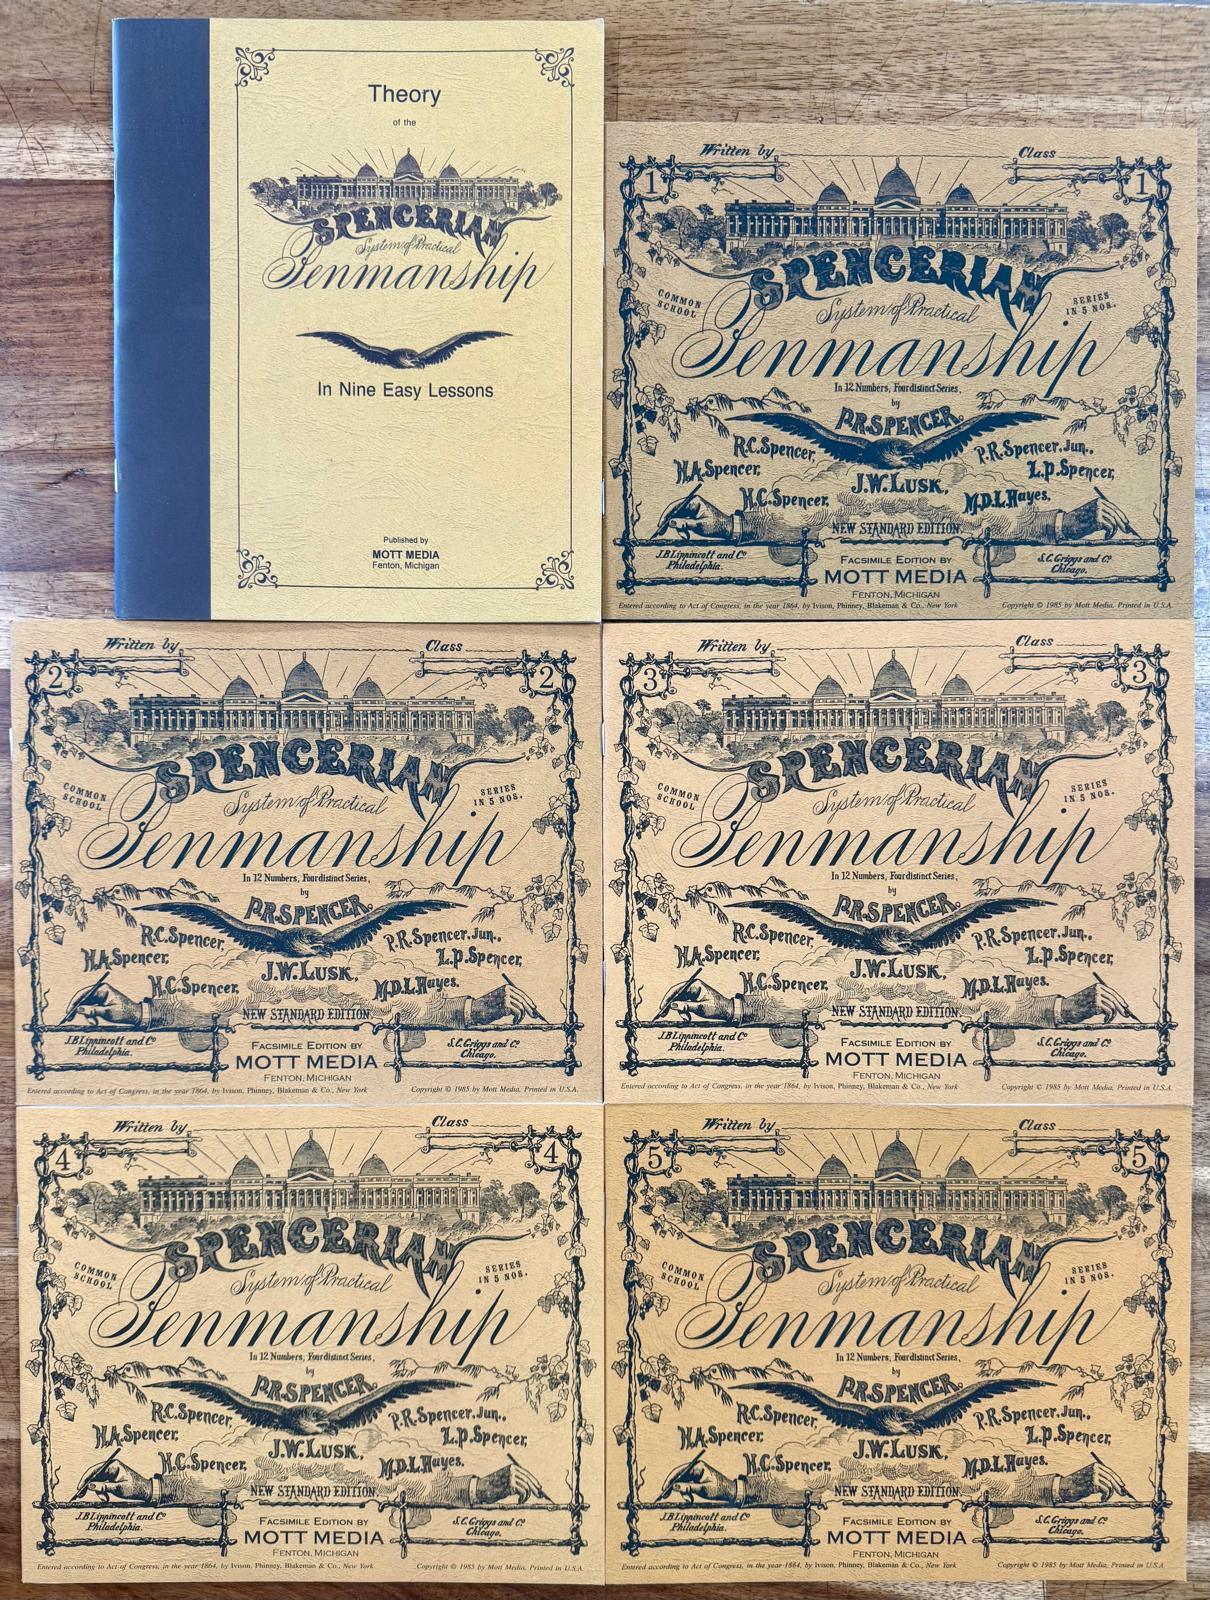 Theory
of the
SPENCERIAN
System of Practical
Penmanship
In Nine Easy Lessons
Published by
MOTT MEDIA
Fenton, Michigan
Written by
Class
1
1
SPENCERIAN
COMMON SCHOOL
System of Practical
SERIES IN 5 NOS.
Penmanship
In 12 Numbers, Four distinct Series,
by
P.R. SPENCER.
R.C. Spencer,
P.R. Spencer, Jun.,
H.A. Spencer,
L.P. Spencer,
J.W. LUSK,
H.C. Spencer,
M.D.L. Hayes.
NEW STANDARD EDITION.
J.B. Lippincott and Co
Philadelphia.
FACSIMILE EDITION BY
MOTT MEDIA
FENTON, MICHIGAN
S.C. Griggs and Co.
Chicago.
Entered according to Act of Congress, in the year 1864, by Ivison, Phinney, Blakeman & Co., New York
Copyright © 1985 by Mott Media, Printed in U.S.A.
Written by
Class
2
2
SPENCERIAN
COMMON SCHOOL
System of Practical
SERIES IN 5 NOS.
Penmanship
In 12 Numbers, Four distinct Series,
by
P.R. SPENCER.
R.C. Spencer,
P.R. Spencer, Jun.,
H.A. Spencer,
L.P. Spencer,
J.W. LUSK,
H.C. Spencer,
M.D.L. Hayes.
NEW STANDARD EDITION.
J.B. Lippincott and Co
Philadelphia.
FACSIMILE EDITION BY
MOTT MEDIA
FENTON, MICHIGAN
S.C. Griggs and Co.
Chicago.
Entered according to Act of Congress, in the year 1864, by Ivison, Phinney, Blakeman & Co., New York
Copyright © 1985 by Mott Media, Printed in U.S.A.
Written by
Class
3
3
SPENCERIAN
COMMON SCHOOL
System of Practical
SERIES IN 5 NOS.
Penmanship
In 12 Numbers, Four distinct Series,
by
P.R. SPENCER.
R.C. Spencer,
P.R. Spencer, Jun.,
H.A. Spencer,
L.P. Spencer,
J.W. LUSK,
H.C. Spencer,
M.D.L. Hayes.
NEW STANDARD EDITION.
J.B. Lippincott and Co
Philadelphia.
FACSIMILE EDITION BY
MOTT MEDIA
FENTON, MICHIGAN
S.C. Griggs and Co.
Chicago.
Entered according to Act of Congress, in the year 1864, by Ivison, Phinney, Blakeman & Co., New York
Copyright © 1985 by Mott Media, Printed in U.S.A.
Written by
Class
4
4
SPENCERIAN
COMMON SCHOOL
System of Practical
SERIES IN 5 NOS.
Penmanship
In 12 Numbers, Four distinct Series,
by
P.R. SPENCER.
R.C. Spencer,
P.R. Spencer, Jun.,
H.A. Spencer,
L.P. Spencer,
J.W. LUSK,
H.C. Spencer,
M.D.L. Hayes.
NEW STANDARD EDITION.
J.B. Lippincott and Co
Philadelphia.
FACSIMILE EDITION BY
MOTT MEDIA
FENTON, MICHIGAN
S.C. Griggs and Co.
Chicago.
Entered according to Act of Congress, in the year 1864, by Ivison, Phinney, Blakeman & Co., New York
Copyright © 1985 by Mott Media, Printed in U.S.A.
Written by
Class
5
5
SPENCERIAN
COMMON SCHOOL
System of Practical
SERIES IN 5 NOS.
Penmanship
In 12 Numbers, Four distinct Series,
by
P.R. SPENCER.
R.C. Spencer,
P.R. Spencer, Jun.,
H.A. Spencer,
L.P. Spencer,
J.W. LUSK,
H.C. Spencer,
M.D.L. Hayes.
NEW STANDARD EDITION.
J.B. Lippincott and Co
Philadelphia.
FACSIMILE EDITION BY
MOTT MEDIA
FENTON, MICHIGAN
S.C. Griggs and Co.
Chicago.
Entered according to Act of Congress, in the year 1864, by Ivison, Phinney, Blakeman & Co., New York
Copyright © 1985 by Mott Media, Printed in U.S.A.